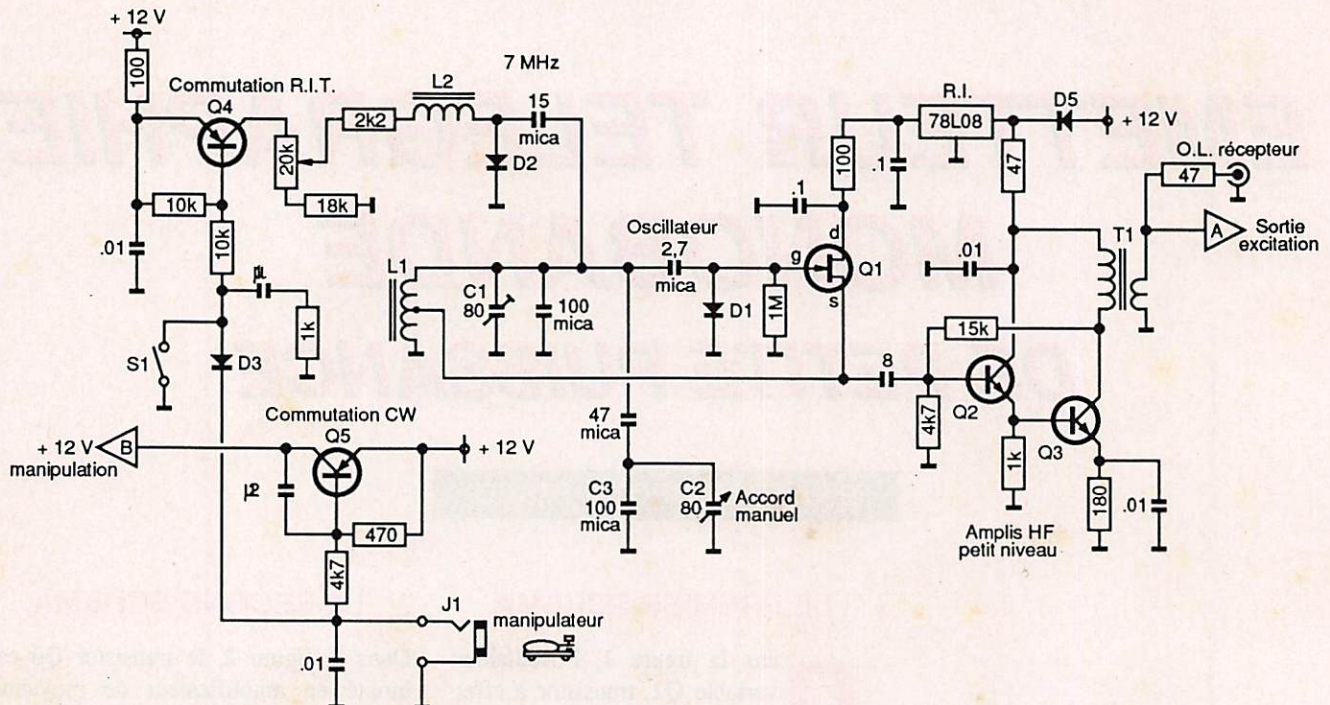 + 12 V
100
Commutation R.I.T.
Q4
20k
2k2
L2
7 MHz
15
mica
D2
10k
10k
.01
18k
µ1
1k
S1
D3
L1
C1
80
100
mica
Oscillateur
2,7
mica
D1
1M
g
d
s
Q1
.1
100
.1
R.I.
78L08
D5
+ 12 V
47
O.L. récepteur
47
A
Sortie
excitation
T1
.01
15k
8
4k7
Q2
1k
Q3
180
.01
Amplis HF
petit niveau
47
mica
C3
100
mica
C2
80
Accord
manuel
Commutation CW
Q5
+ 12 V
+ 12 V
manipulation
B
µ2
470
4k7
.01
J1
manipulateur